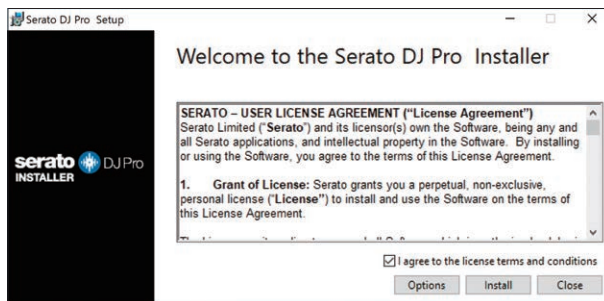 Serato DJ Pro Setup
Welcome to the Serato DJ Pro Installer
SERATO – USER LICENSE AGREEMENT ("License Agreement")
Serato Limited ("Serato") and its licensor(s) own the Software, being any and
all Serato applications, and intellectual property in the Software. By installing
or using the Software, you agree to the terms of this License Agreement.
1. Grant of License: Serato grants you a perpetual, non-exclusive,
personal license ("License") to install and use the Software on the terms of
this License Agreement.
serato DJ Pro
INSTALLER
I agree to the license terms and conditions
Options Install Close